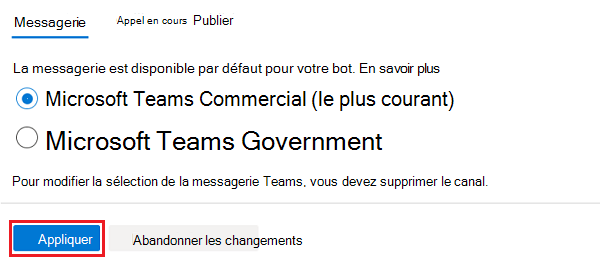 Messagerie Appel en cours Publier
La messagerie est disponible par défaut pour votre bot. En savoir plus
Microsoft Teams Commercial (le plus courant)
Microsoft Teams Government
Pour modifier la sélection de la messagerie Teams, vous devez supprimer le canal.
Appliquer Abandonner les changements